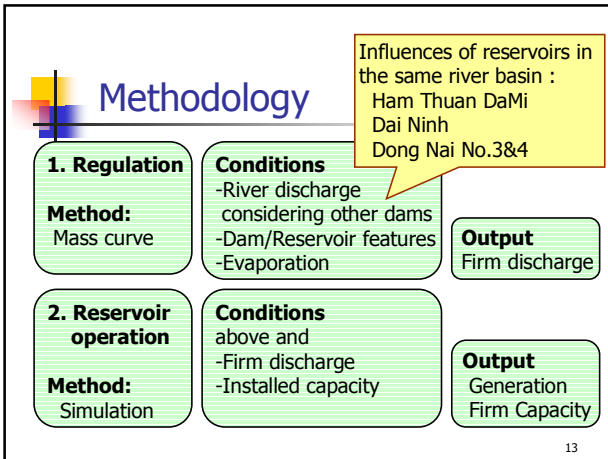 Methodology
Influences of reservoirs in
the same river basin :
Ham Thuan DaMi
Dai Ninh
Dong Nai No.3&4
1. Regulation
Method:
Mass curve
Conditions
-River discharge
considering other dams
-Dam/Reservoir features
-Evaporation
Output
Firm discharge
2. Reservoir
operation
Method:
Simulation
Conditions
above and
-Firm discharge
-Installed capacity
Output
Generation
Firm Capacity
13